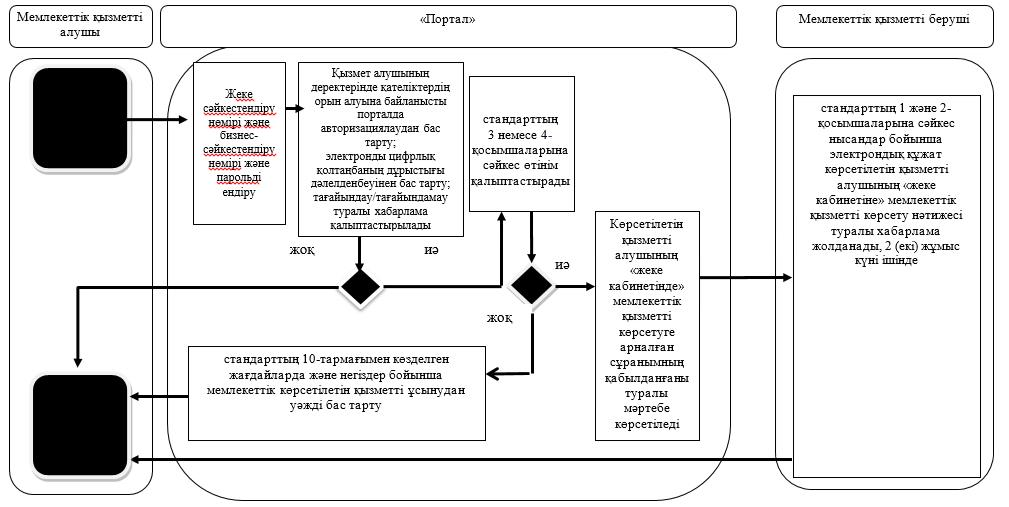 Мемлекеттік қызметті
алушы
«Портал»
Мемлекеттік қызметті беруші
Жеке
сәйкестендіру
нөмірі және
бизнес-
сәйкестендіру
нөмірі және
парольді
ендіру
Қызмет алушының
деректерінде қателіктердің
орын алуына байланысты
порталда
авторизациялаудан бас
тарту;
электронды цифрлық
қолтаңбаның дұрыстығы
дәлелденбеуінен бас тарту;
тағайындау/тағайындамау
туралы хабарлама
қалыптастырылады
стандарттың
3 немесе 4-
қосымшаларына
сәйкес өтінім
қалыптастырады
стандарттың 1 және 2-
қосымшаларына сәйкес
нысандар бойынша
электрондық құжат
көрсетілетін қызметті
алушының «жеке
кабинетіне» мемлекеттік
қызметті көрсету нәтижесі
туралы хабарлама
жолданады, 2 (екі) жұмыс
күні ішінде
жоқ
иә
иә
жоқ
Көрсетілетін
қызметті
алушының
«жеке
кабинетінде»
мемлекеттік
қызметті
көрсетуге
арналған
сұранымның
қабылданғаны
туралы
мәртебе
көрсетіледі
стандарттың 10-тармағымен көзделген
жағдайларда және негіздер бойынша
мемлекеттік көрсетілетін қызметті ұсынудан
уәжді бас тарту